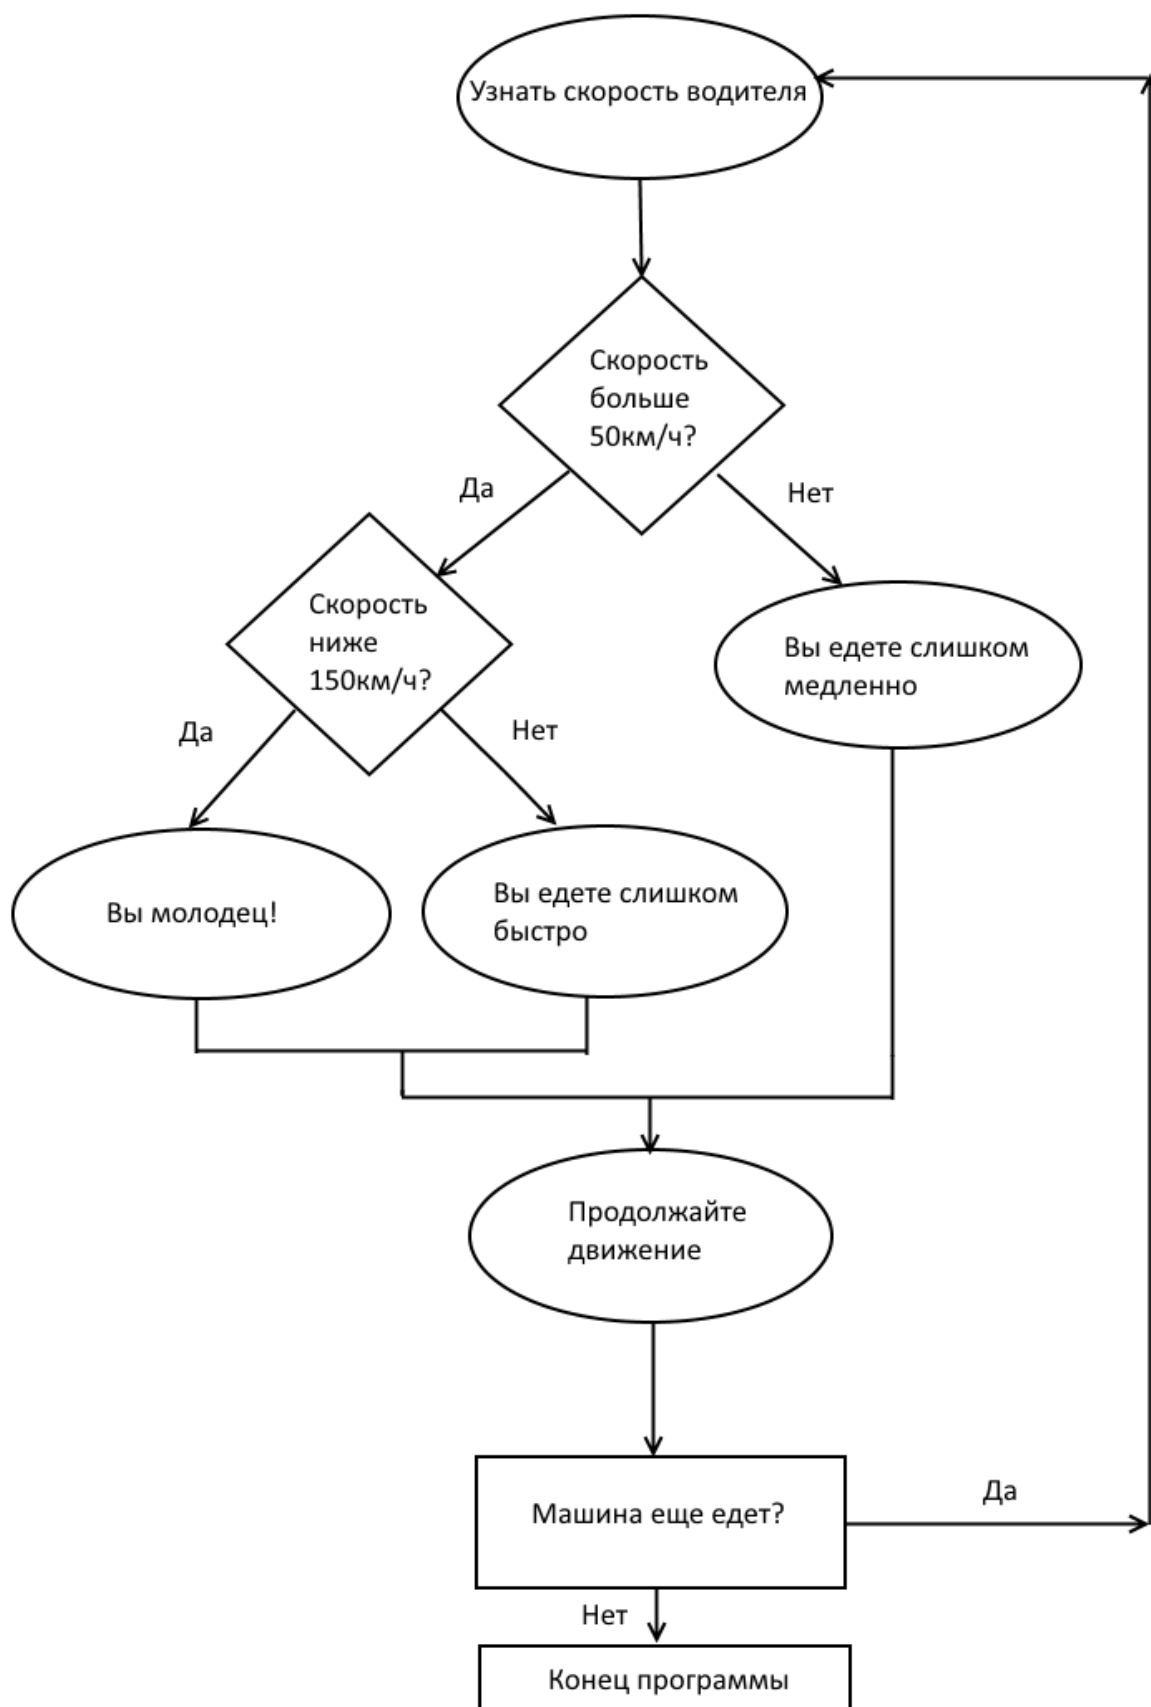 Узнать скорость водителя
Скорость
больше
50км/ч?
Да
Нет
Скорость
ниже
150км/ч?
Вы едете слишком
медленно
Да
Нет
Вы молодец!
Вы едете слишком
быстро
Продолжайте
движение
Машина еще едет?
Да
Нет
Конец программы